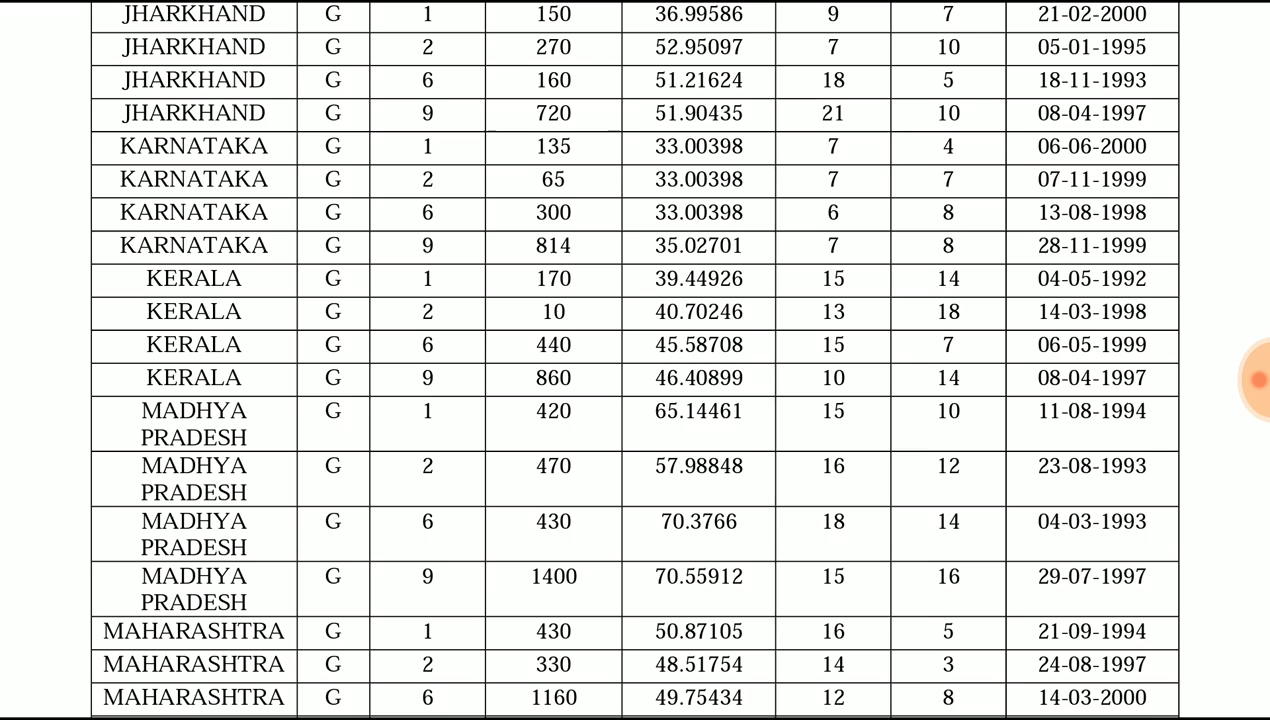 JHARKHAND G 1 150 36.99586 9 7 21-02-2000
JHARKHAND G 2 270 52.95097 7 10 05-01-1995
JHARKHAND G 6 160 51.21624 18 5 18-11-1993
JHARKHAND G 9 720 51.90435 21 10 08-04-1997
KARNATAKA G 1 135 33.00398 7 4 06-06-2000
KARNATAKA G 2 65 33.00398 7 7 07-11-1999
KARNATAKA G 6 300 33.00398 6 8 13-08-1998
KARNATAKA G 9 814 35.02701 7 8 28-11-1999
KERALA G 1 170 39.44926 15 14 04-05-1992
KERALA G 2 10 40.70246 13 18 14-03-1998
KERALA G 6 440 45.58708 15 7 06-05-1999
KERALA G 9 860 46.40899 10 14 08-04-1997
MADHYA G 1 420 65.14461 15 10 11-08-1994
PRADESH
MADHYA G 2 470 57.98848 16 12 23-08-1993
PRADESH
MADHYA G 6 430 70.3766 18 14 04-03-1993
PRADESH
MADHYA G 9 1400 70.55912 15 16 29-07-1997
PRADESH
MAHARASHTRA G 1 430 50.87105 16 5 21-09-1994
MAHARASHTRA G 2 330 48.51754 14 3 24-08-1997
MAHARASHTRA G 6 1160 49.75434 12 8 14-03-2000